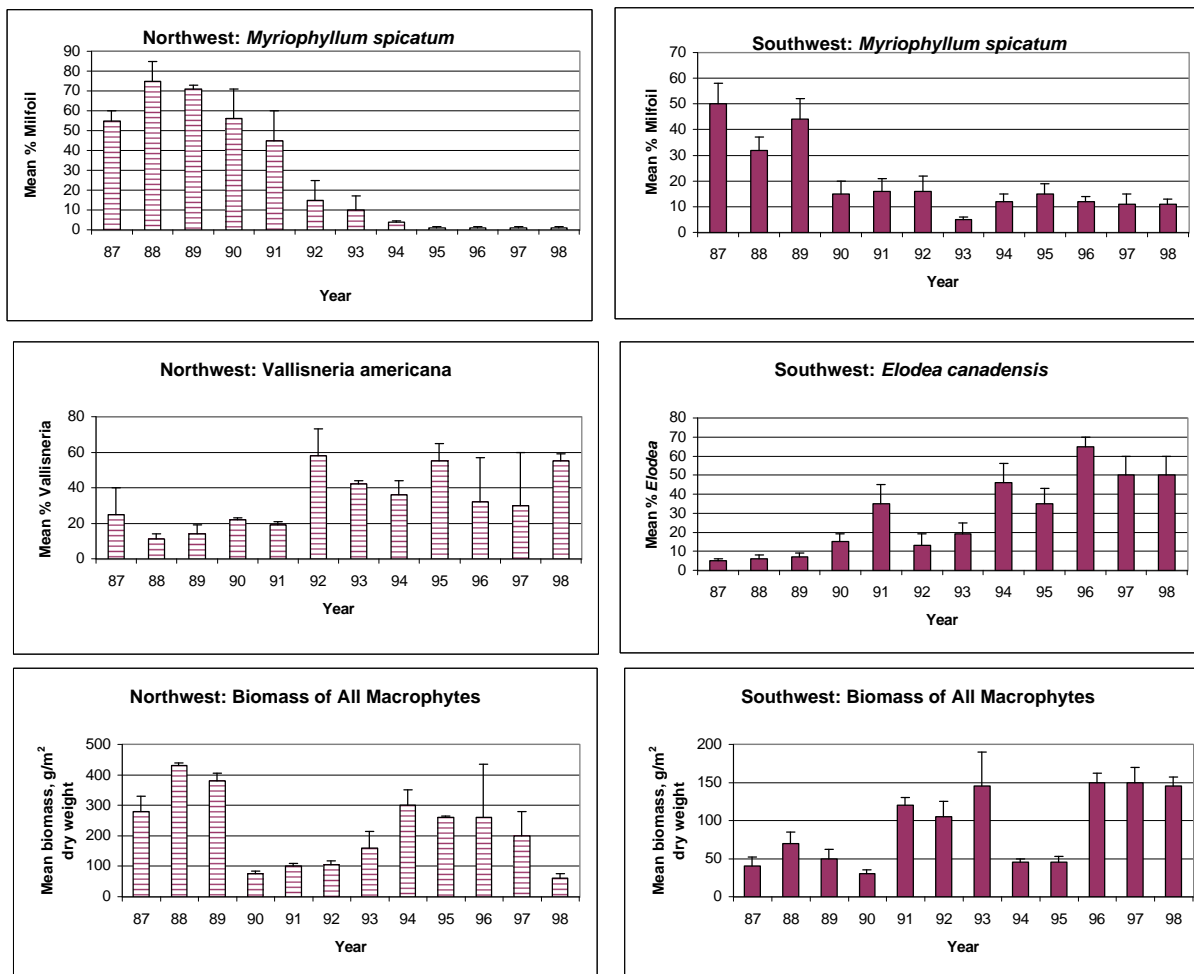 Northwest: Myriophyllum spicatum
Mean % Milfoil
90
80
70
60
50
40
30
20
10
0
87 88 89 90 91 92 93 94 95 96 97 98
Year
Southwest: Myriophyllum spicatum
Mean % Milfoil
70
60
50
40
30
20
10
0
87 88 89 90 91 92 93 94 95 96 97 98
Year
Northwest: Vallisneria americana
Mean % Vallisneria
80
60
40
20
0
87 88 89 90 91 92 93 94 95 96 97 98
Year
Southwest: Elodea canadensis
Mean % Elodea
80
70
60
50
40
30
20
10
0
87 88 89 90 91 92 93 94 95 96 97 98
Year
Northwest: Biomass of All Macrophytes
Mean biomass, g/m²
dry weight
500
400
300
200
100
0
87 88 89 90 91 92 93 94 95 96 97 98
Year
Southwest: Biomass of All Macrophytes
Mean biomass, g/m²
dry weight
200
150
100
50
0
87 88 89 90 91 92 93 94 95 96 97 98
Year